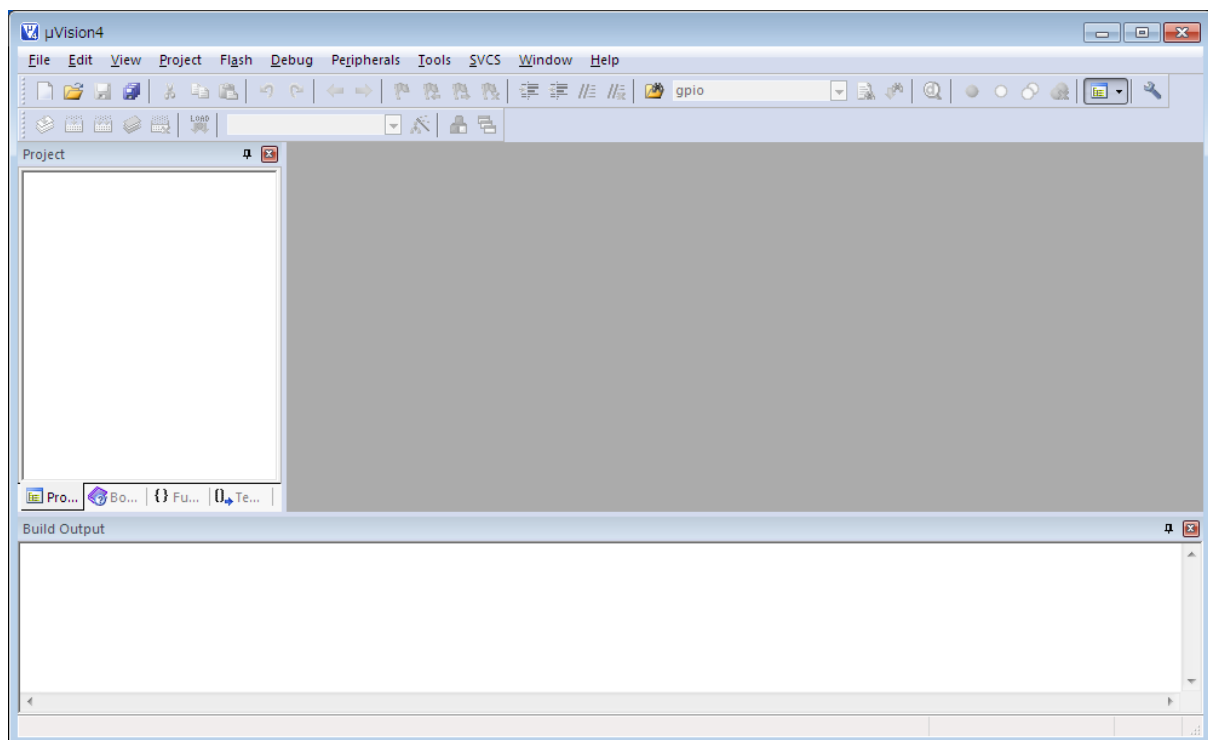 µVision4
File Edit View Project Flash Debug Peripherals Tools SVCS Window Help
gpio
LOAD
Project
Pro... Bo... {} Fu... Te...
Build Output